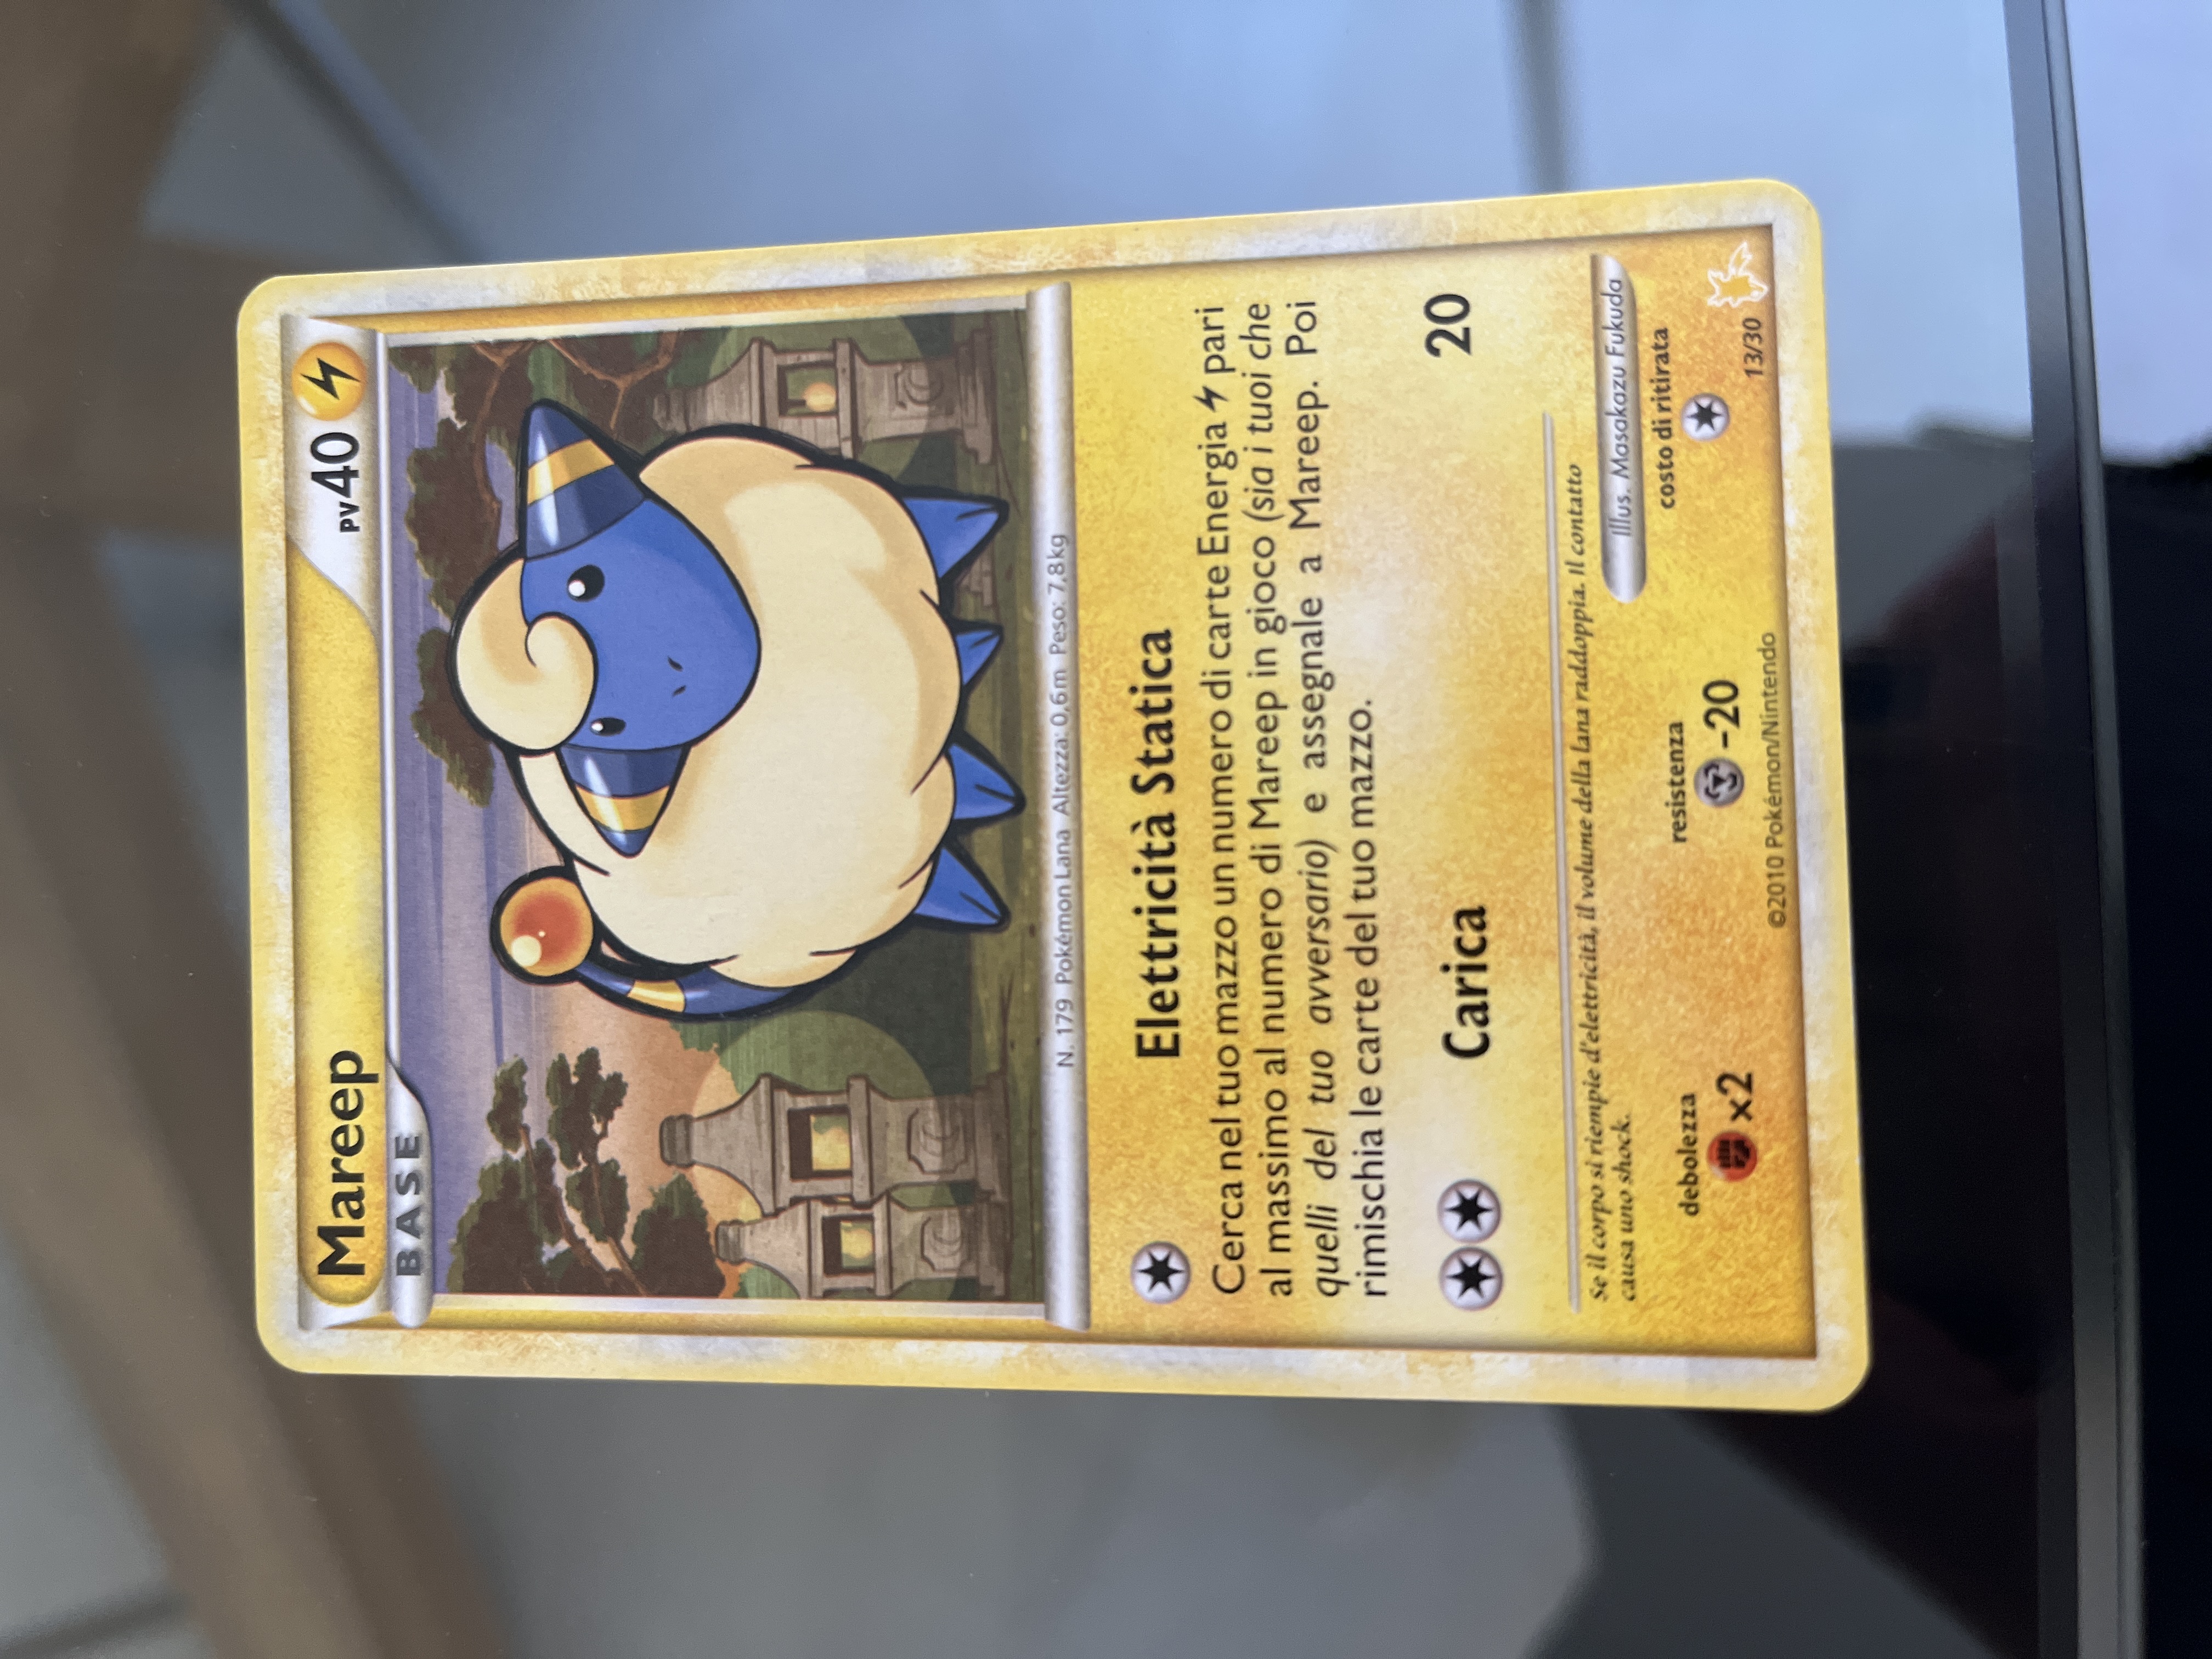 Mareep
PV40
BASE
N. 179 Pokémon Lana Altezza: 0,6m Peso: 7,8kg
Elettricità Statica
Cerca nel tuo mazzo un numero di carte Energia pari
al massimo al numero di Mareep in gioco (sia i tuoi che
quelli del tuo avversario) e assegnale a Mareep. Poi
rimischia le carte del tuo mazzo.
Carica 20
Se il corpo si riempie d'elettricità, il volume della lana raddoppia. Il contatto
causa uno shock.
Illus. Masakazu Fukuda
debolezza resistenza costo di ritirata
x2 -20
©2010 Pokémon/Nintendo 13/30